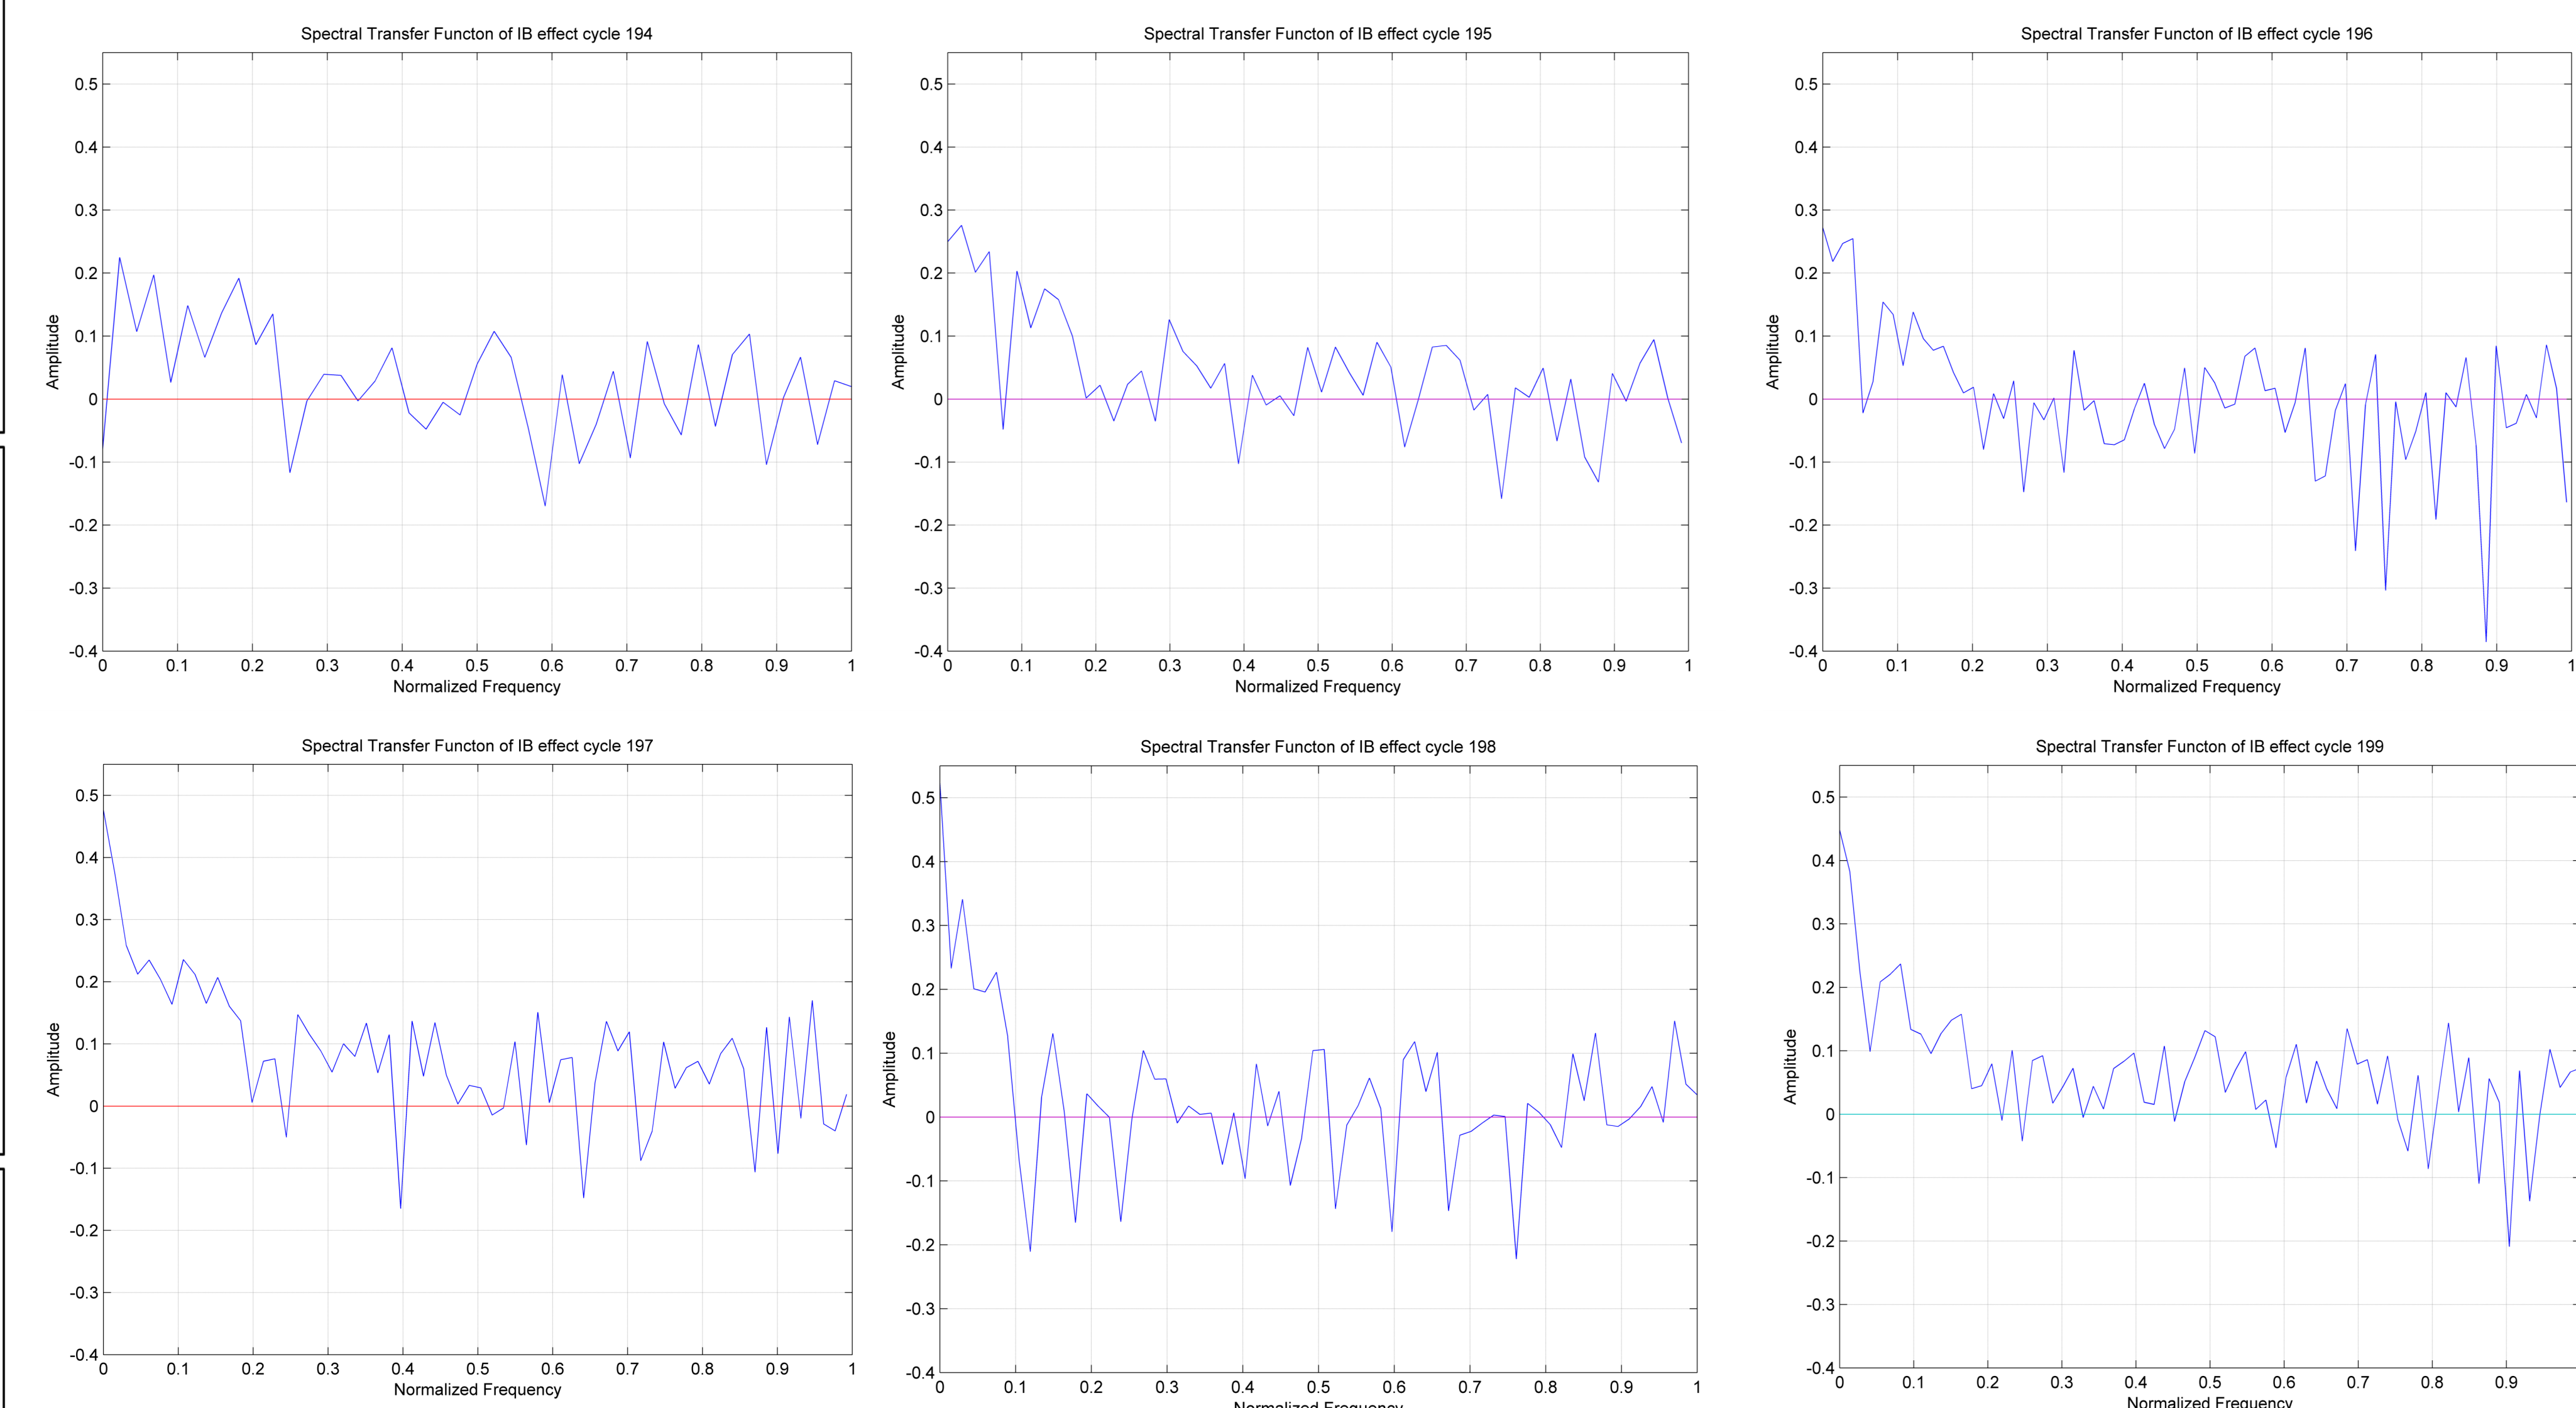 Spectral Transfer Functon of IB effect cycle 194
0.5
0.4
0.3
0.2
0.1
0
-0.1
-0.2
-0.3
-0.4
Amplitude
0 0.1 0.2 0.3 0.4 0.5 0.6 0.7 0.8 0.9 1
Normalized Frequency
Spectral Transfer Functon of IB effect cycle 195
0.5
0.4
0.3
0.2
0.1
0
-0.1
-0.2
-0.3
-0.4
Amplitude
0 0.1 0.2 0.3 0.4 0.5 0.6 0.7 0.8 0.9 1
Normalized Frequency
Spectral Transfer Functon of IB effect cycle 196
0.5
0.4
0.3
0.2
0.1
0
-0.1
-0.2
-0.3
-0.4
Amplitude
0 0.1 0.2 0.3 0.4 0.5 0.6 0.7 0.8 0.9 1
Normalized Frequency
Spectral Transfer Functon of IB effect cycle 197
0.5
0.4
0.3
0.2
0.1
0
-0.1
-0.2
-0.3
-0.4
Amplitude
0 0.1 0.2 0.3 0.4 0.5 0.6 0.7 0.8 0.9 1
Normalized Frequency
Spectral Transfer Functon of IB effect cycle 198
0.5
0.4
0.3
0.2
0.1
0
-0.1
-0.2
-0.3
-0.4
Amplitude
0 0.1 0.2 0.3 0.4 0.5 0.6 0.7 0.8 0.9 1
Normalized Frequency
Spectral Transfer Functon of IB effect cycle 199
0.5
0.4
0.3
0.2
0.1
0
-0.1
-0.2
-0.3
-0.4
Amplitude
0 0.1 0.2 0.3 0.4 0.5 0.6 0.7 0.8 0.9
Normalized Frequency